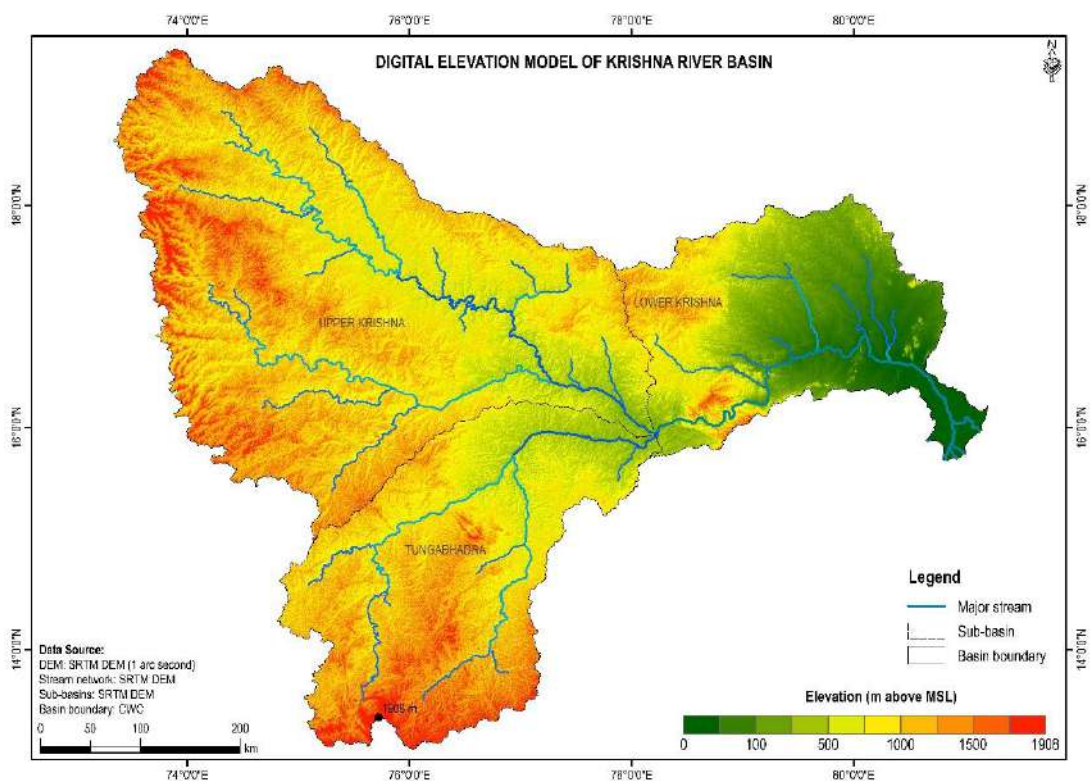 74°0'0"E 76°0'0"E 78°0'0"E 80°0'0"E
DIGITAL ELEVATION MODEL OF KRISHNA RIVER BASIN
N
18°0'0"N 18°0'0"N
LOWER KRISHNA
UPPER KRISHNA
16°0'0"N 16°0'0"N
TUNGABHADRA
Legend
Major stream
Sub-basin
Basin boundary
14°0'0"N 14°0'0"N
Data Source:
DEM: SRTM DEM (1 arc second)
Stream network: SRTM DEM
Sub-basins: SRTM DEM
Basin boundary: CWC
0 50 100 200
km
Elevation (m above MSL)
0 100 500 1000 1500 1908
74°0'0"E 76°0'0"E 78°0'0"E 80°0'0"E